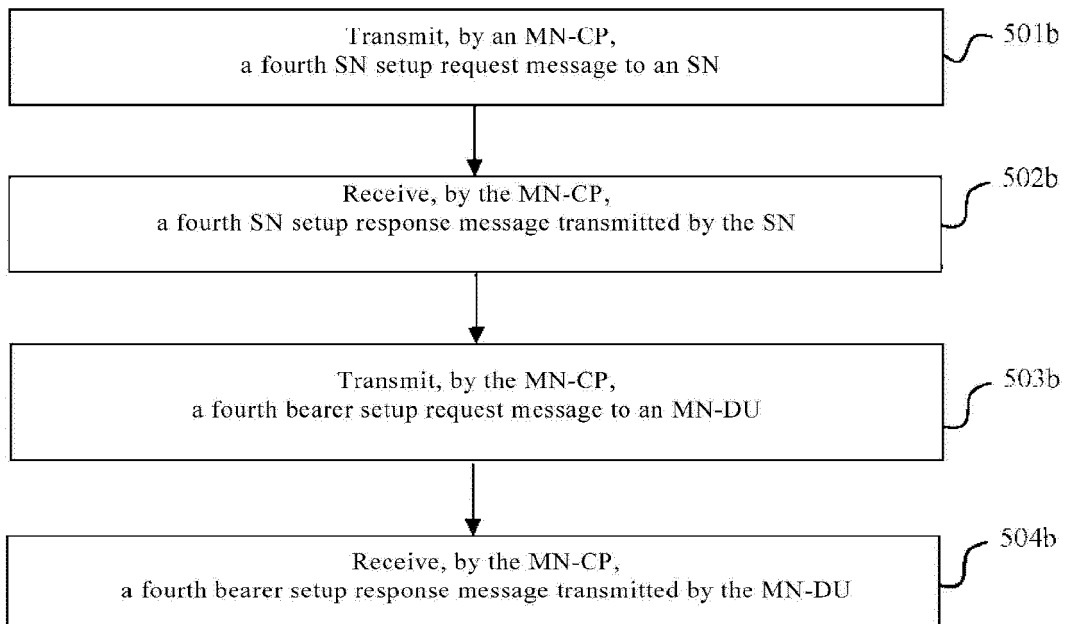 Transmit, by an MN-CP,
a fourth SN setup request message to an SN
501b
Receive, by the MN-CP,
a fourth SN setup response message transmitted by the SN
502b
Transmit, by the MN-CP,
a fourth bearer setup request message to an MN-DU
503b
Receive, by the MN-CP,
a fourth bearer setup response message transmitted by the MN-DU
504b